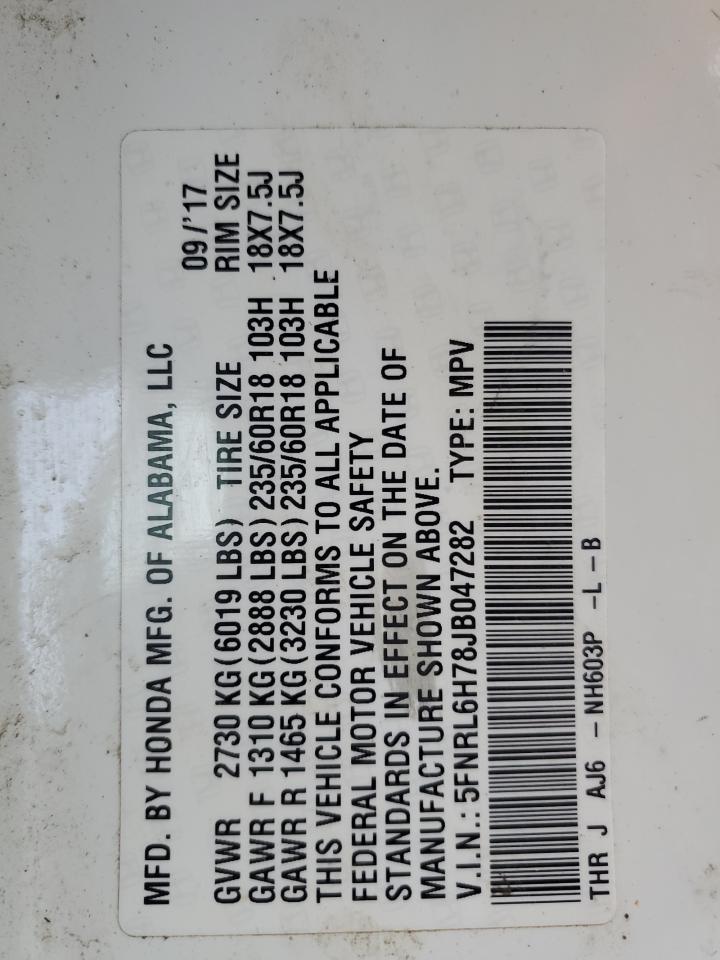 MFD. BY HONDA MFG. OF ALABAMA, LLC
09/'17
GVWR 2730 KG(6019 LBS) TIRE SIZE RIM SIZE
GAWR F 1310 KG(2888 LBS) 235/60R18 103H 18X7.5J
GAWR R 1465 KG(3230 LBS) 235/60R18 103H 18X7.5J
THIS VEHICLE CONFORMS TO ALL APPLICABLE
FEDERAL MOTOR VEHICLE SAFETY
STANDARDS IN EFFECT ON THE DATE OF
MANUFACTURE SHOWN ABOVE.
V.I.N.: 5FNRL6H78JB047282 TYPE: MPV
THR J AJ6 - NH603P - L - B